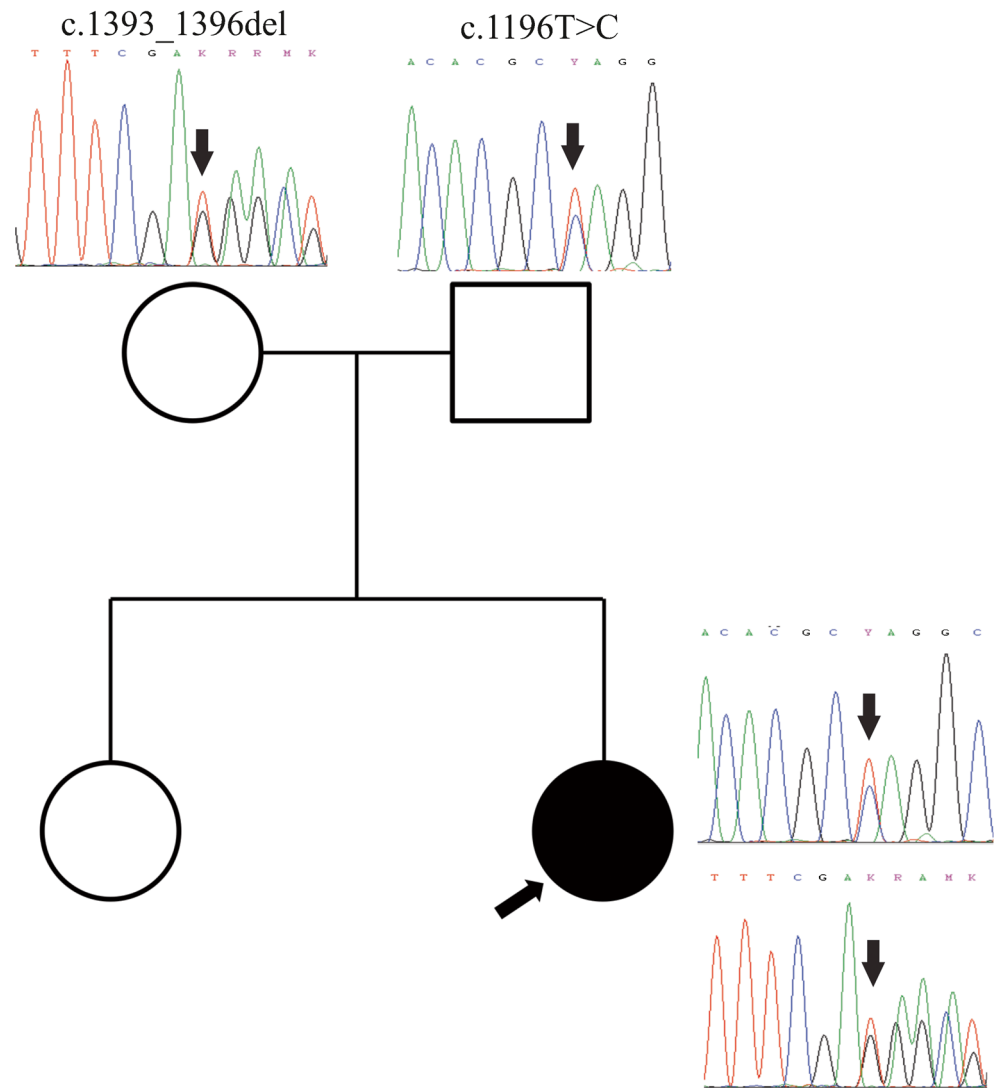 c.1393_1396del
T T T C G A K R R M K
c.1196T>C
A C A C G C Y A G G
A C A C G C Y A G G C
T T T C G A K R A M K